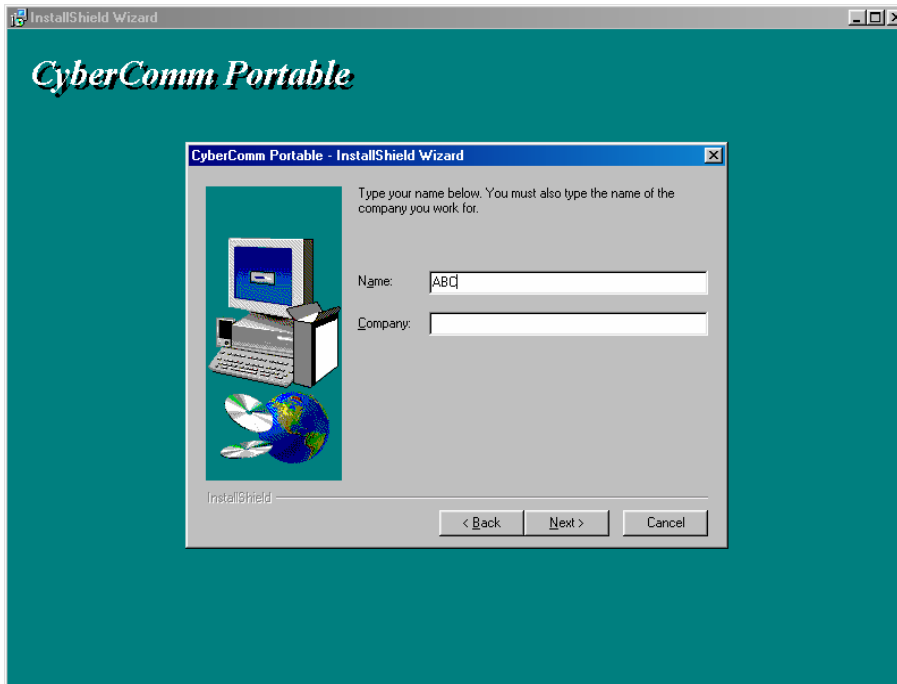 InstallShield Wizard
CyberComm Portable
CyberComm Portable - InstallShield Wizard
Type your name below. You must also type the name of the
company you work for.
Name: ABC
Company:
InstallShield
< Back Next > Cancel